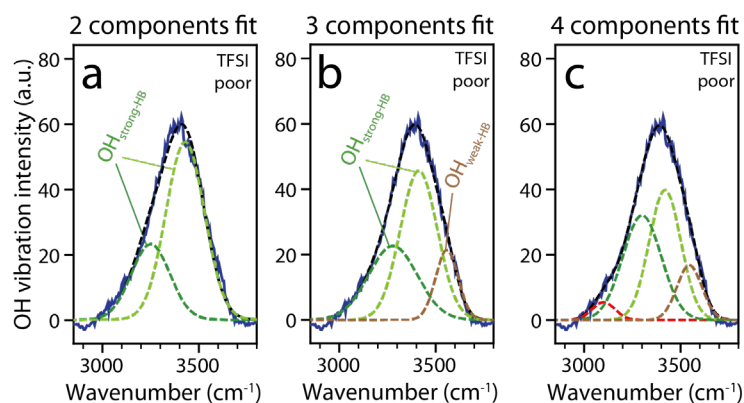 2 components fit
3 components fit
4 components fit
OH vibration intensity (a.u.)
80
60
40
20
0
a
TFSI
poor
OHstrong-HB
3000
3500
Wavenumber (cm-1)
80
60
40
20
0
b
TFSI
poor
OHstrong-HB
OHweak-HB
3000
3500
Wavenumber (cm-1)
80
60
40
20
0
c
TFSI
poor
3000
3500
Wavenumber (cm-1)